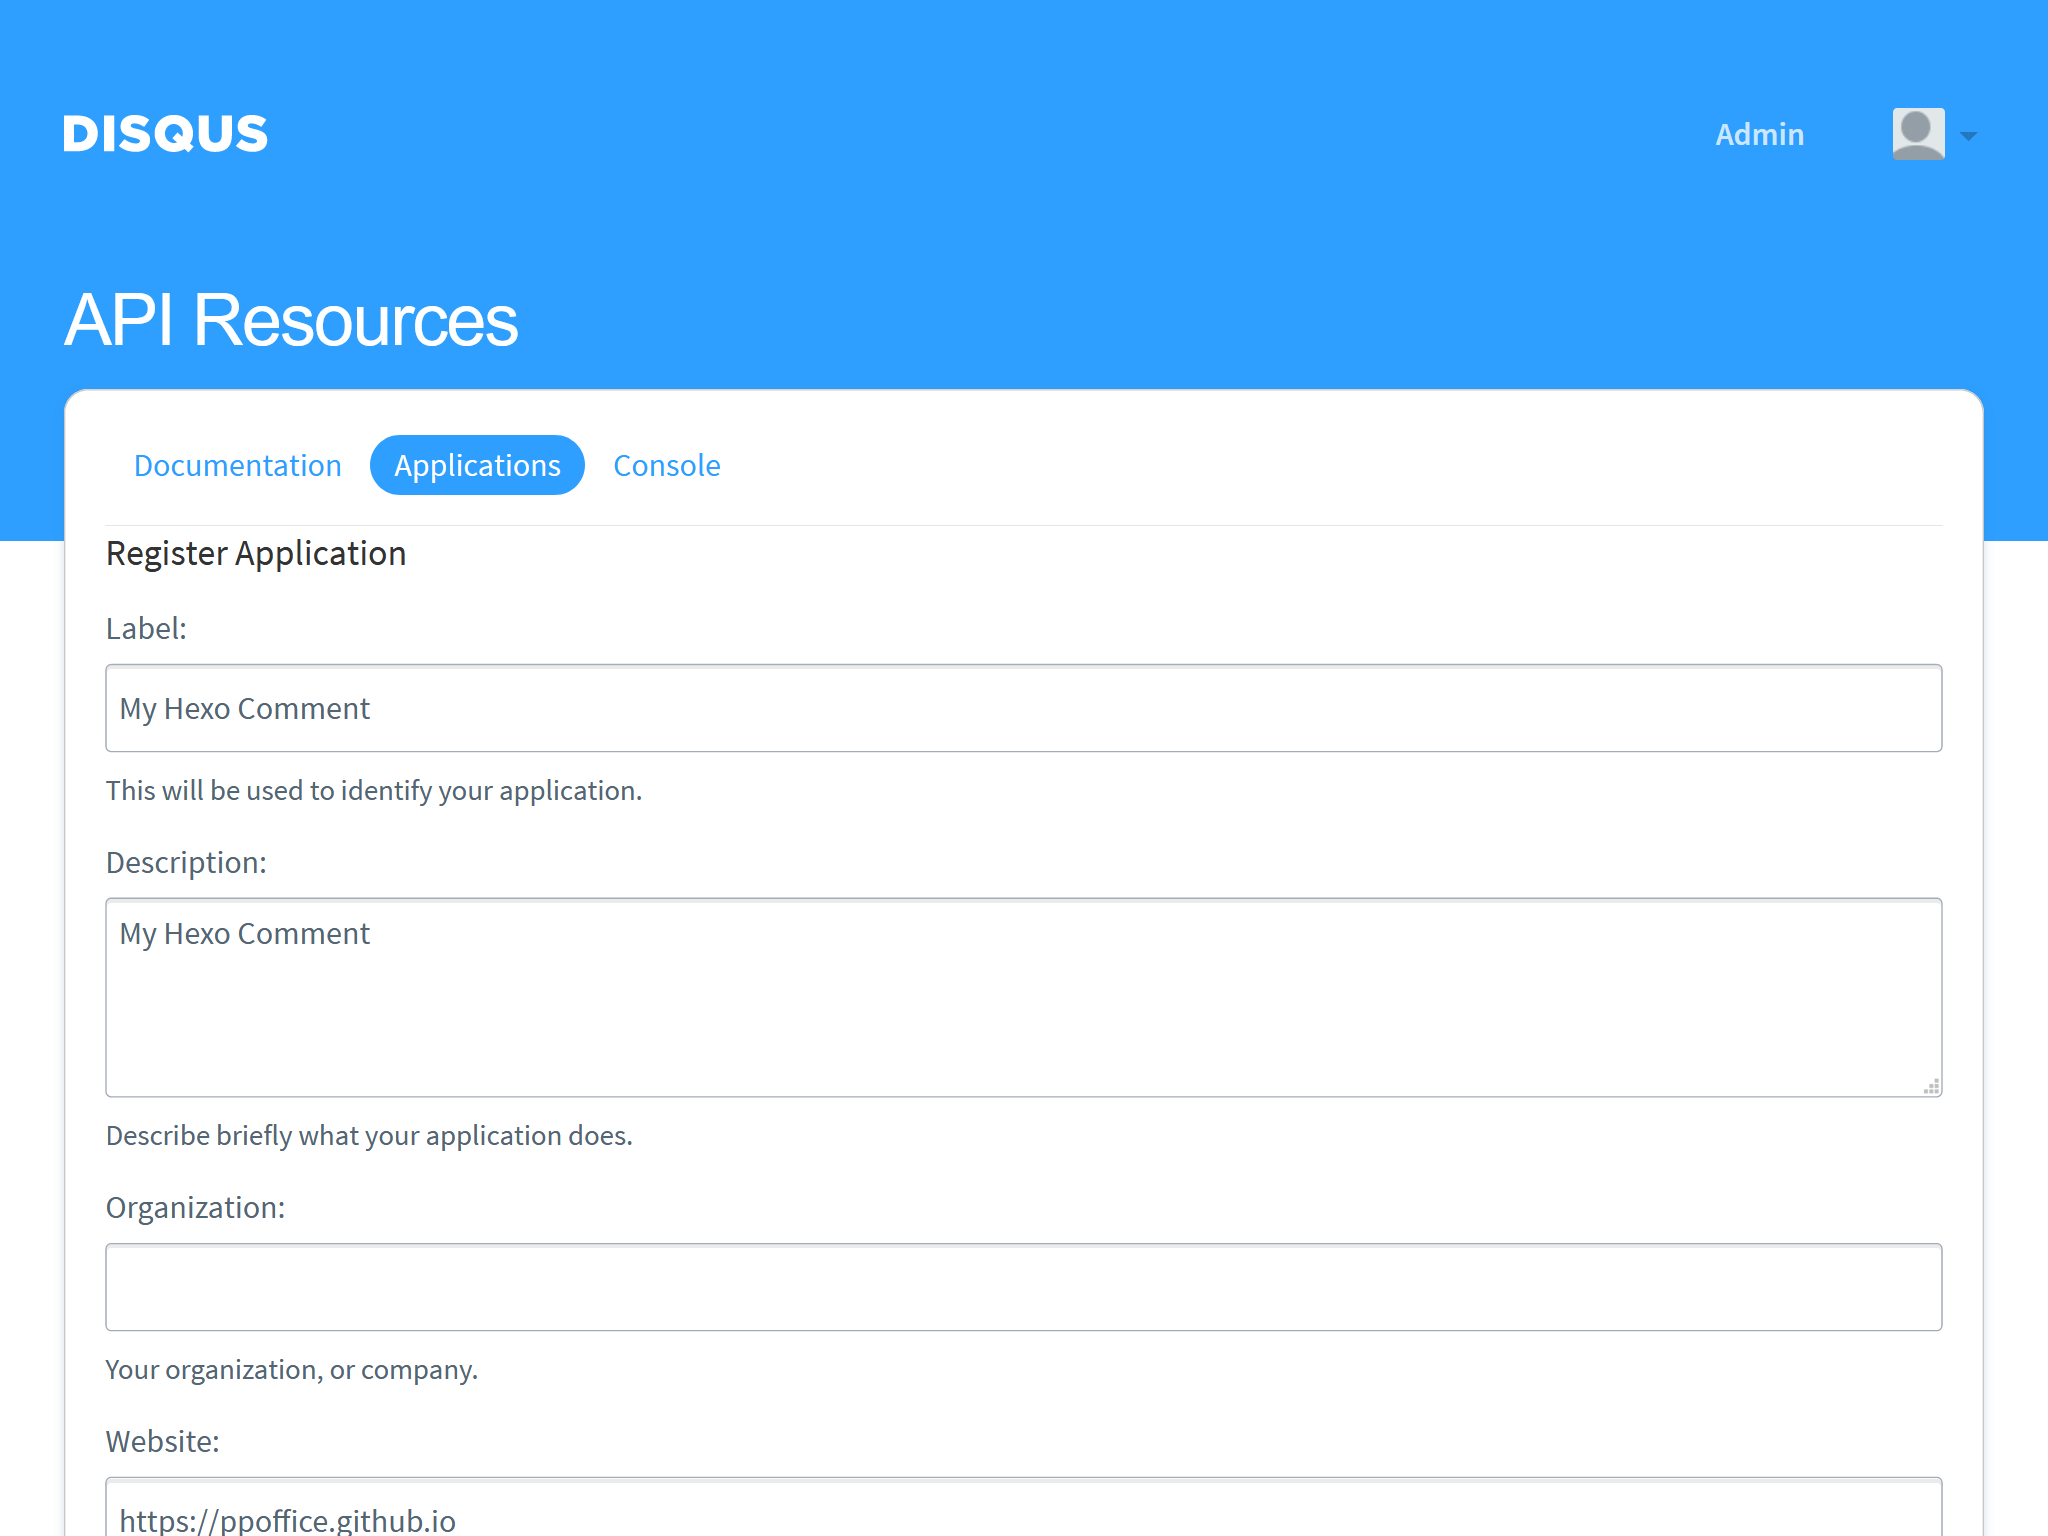 DISQUS
Admin
API Resources
Documentation Applications Console
Register Application
Label:
My Hexo Comment
This will be used to identify your application.
Description:
My Hexo Comment
Describe briefly what your application does.
Organization:
Your organization, or company.
Website:
https://ppoffice.github.io